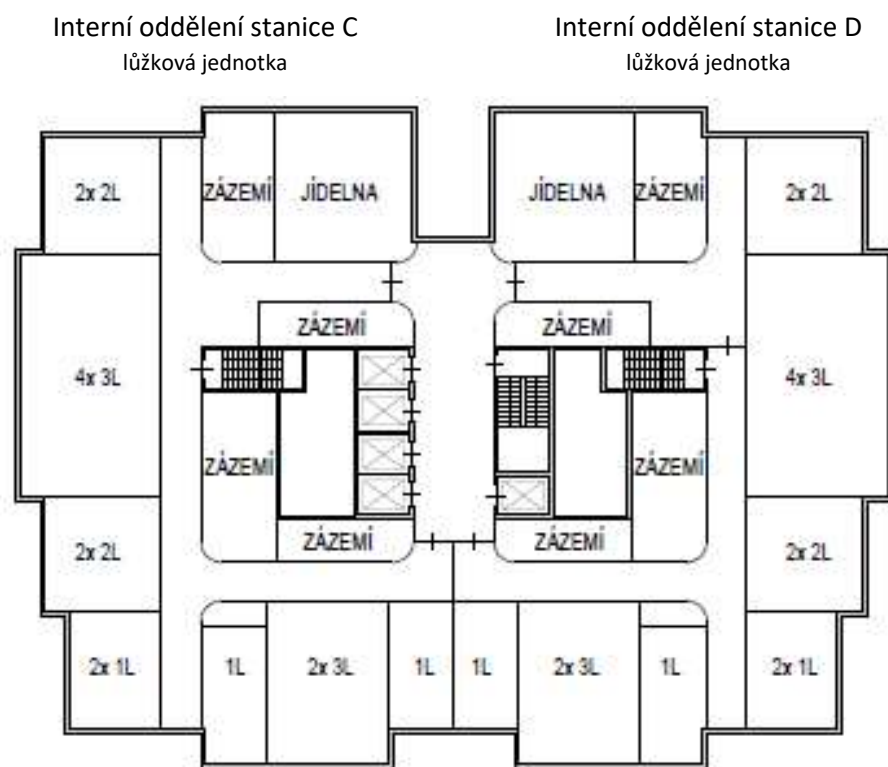 Interní oddělení stanice C
Interní oddělení stanice D
lůžková jednotka
lůžková jednotka
2x 2L
ZÁZEMÍ
JÍDELNA
JÍDELNA
ZÁZEMÍ
2x 2L
ZÁZEMÍ
ZÁZEMÍ
4x 3L
4x 3L
ZÁZEMÍ
ZÁZEMÍ
2x 2L
ZÁZEMÍ
ZÁZEMÍ
2x 2L
2x 1L
1L
2x 3L
1L
1L
2x 3L
1L
2x 1L